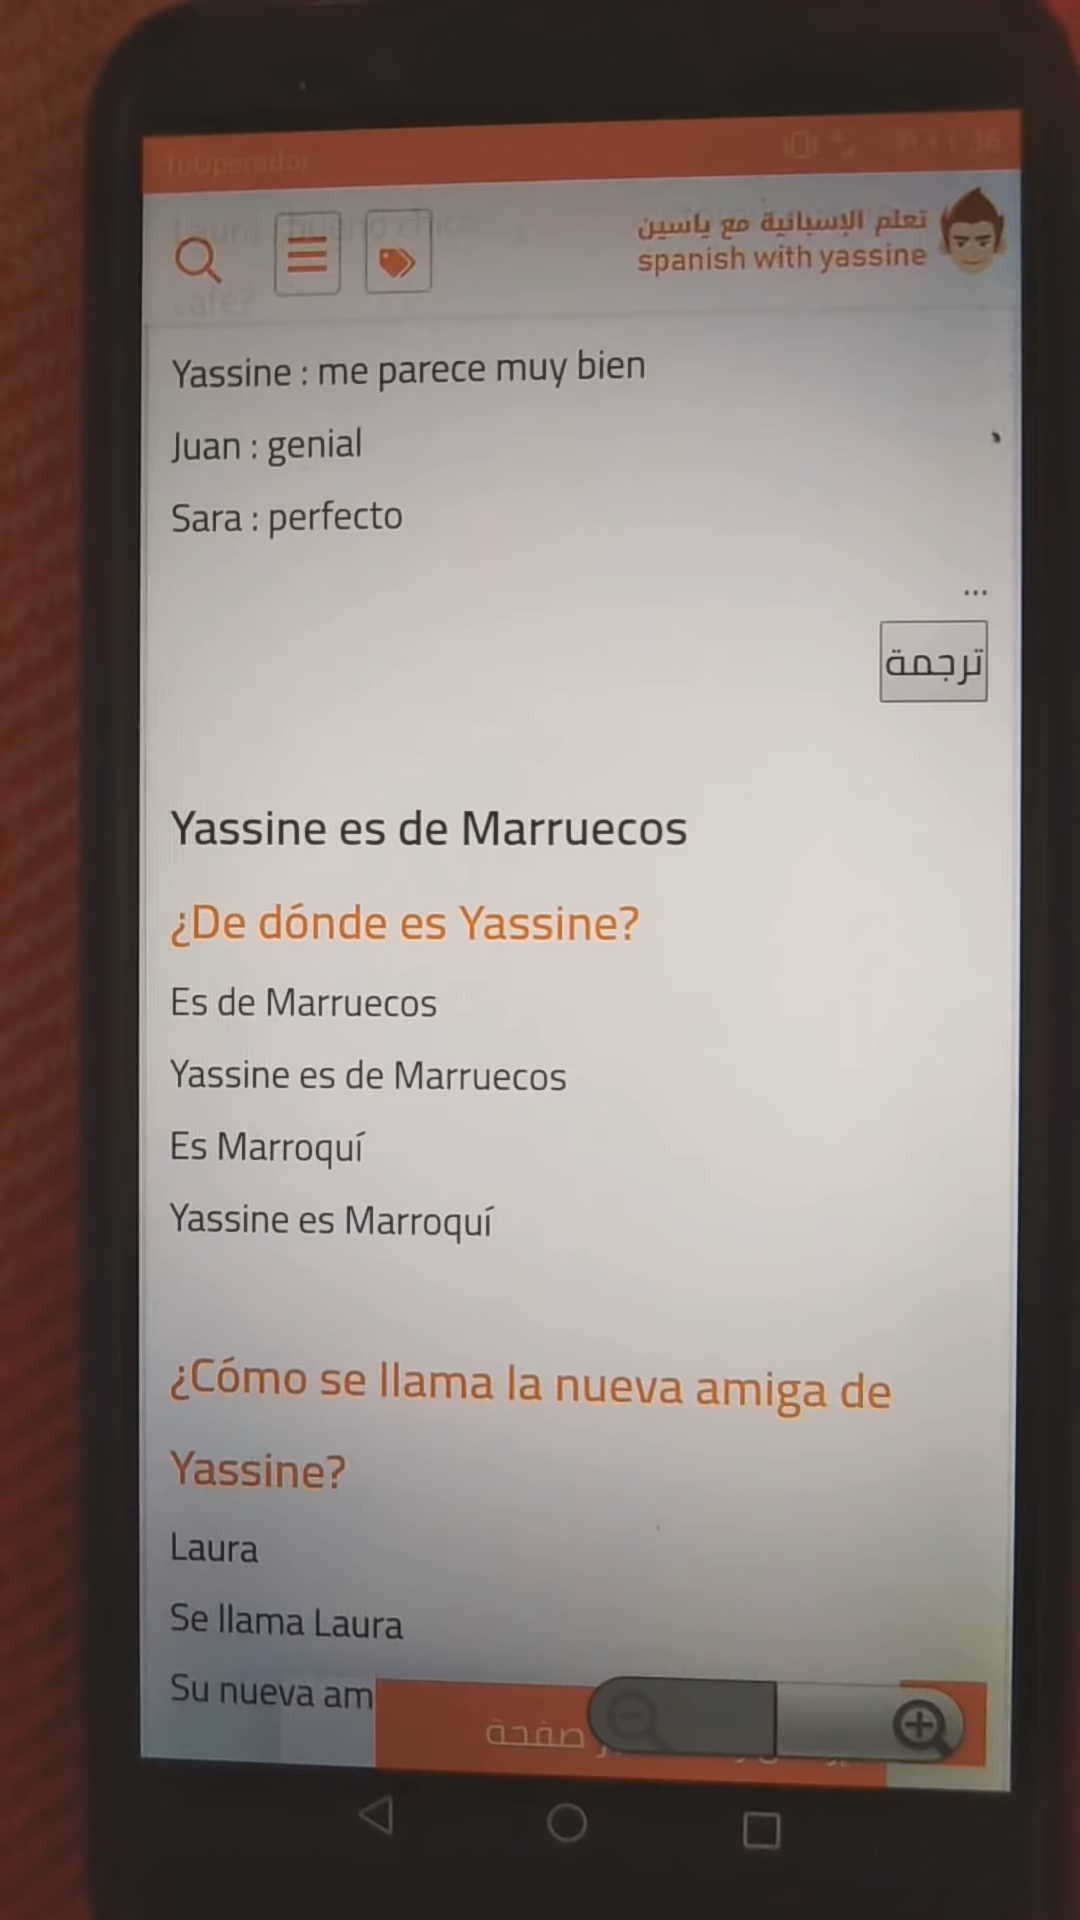 TuOperador
تعلم الإسبانية مع ياسين
spanish with yassine
café?
Yassine : me parece muy bien
Juan : genial
Sara : perfecto
...
ترجمة
Yassine es de Marruecos
¿De dónde es Yassine?
Es de Marruecos
Yassine es de Marruecos
Es Marroquí
Yassine es Marroquí
¿Cómo se llama la nueva amiga de
Yassine?
Laura
Se llama Laura
Su nueva am
صفحة